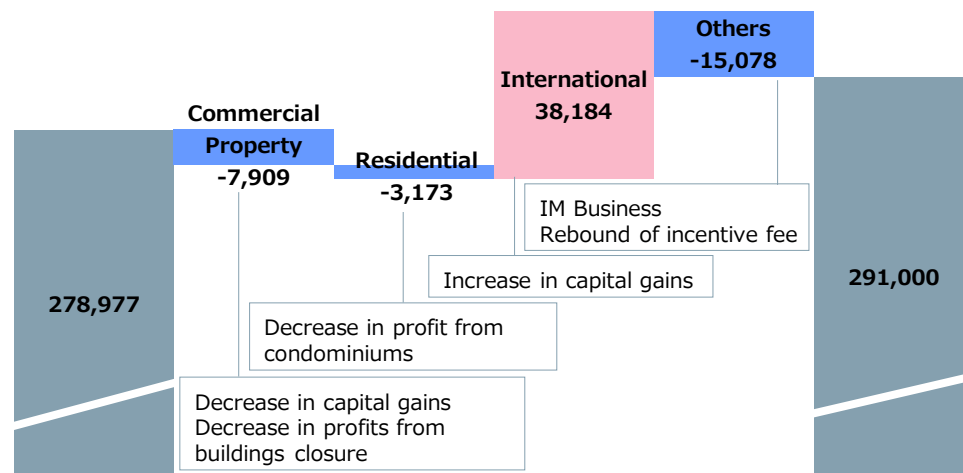 278,977
Commercial
Property
-7,909
Residential
-3,173
International
38,184
Others
-15,078
291,000
IM Business
Rebound of incentive fee
Increase in capital gains
Decrease in profit from
condominiums
Decrease in capital gains
Decrease in profits from
buildings closure